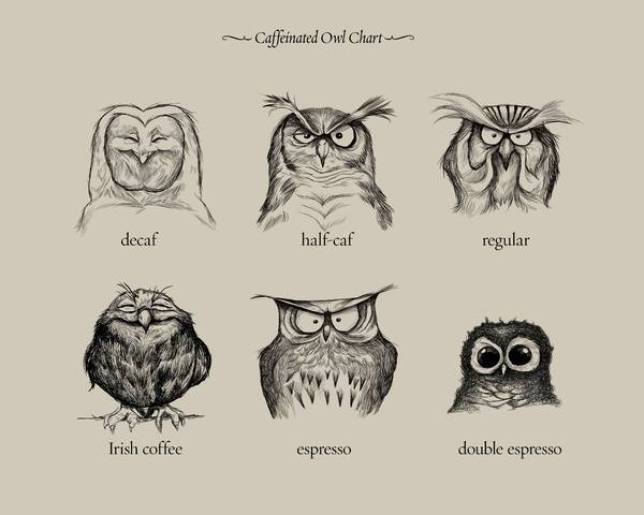 Caffeinated Owl Chart
decaf
half-caf
regular
Irish coffee
espresso
double espresso